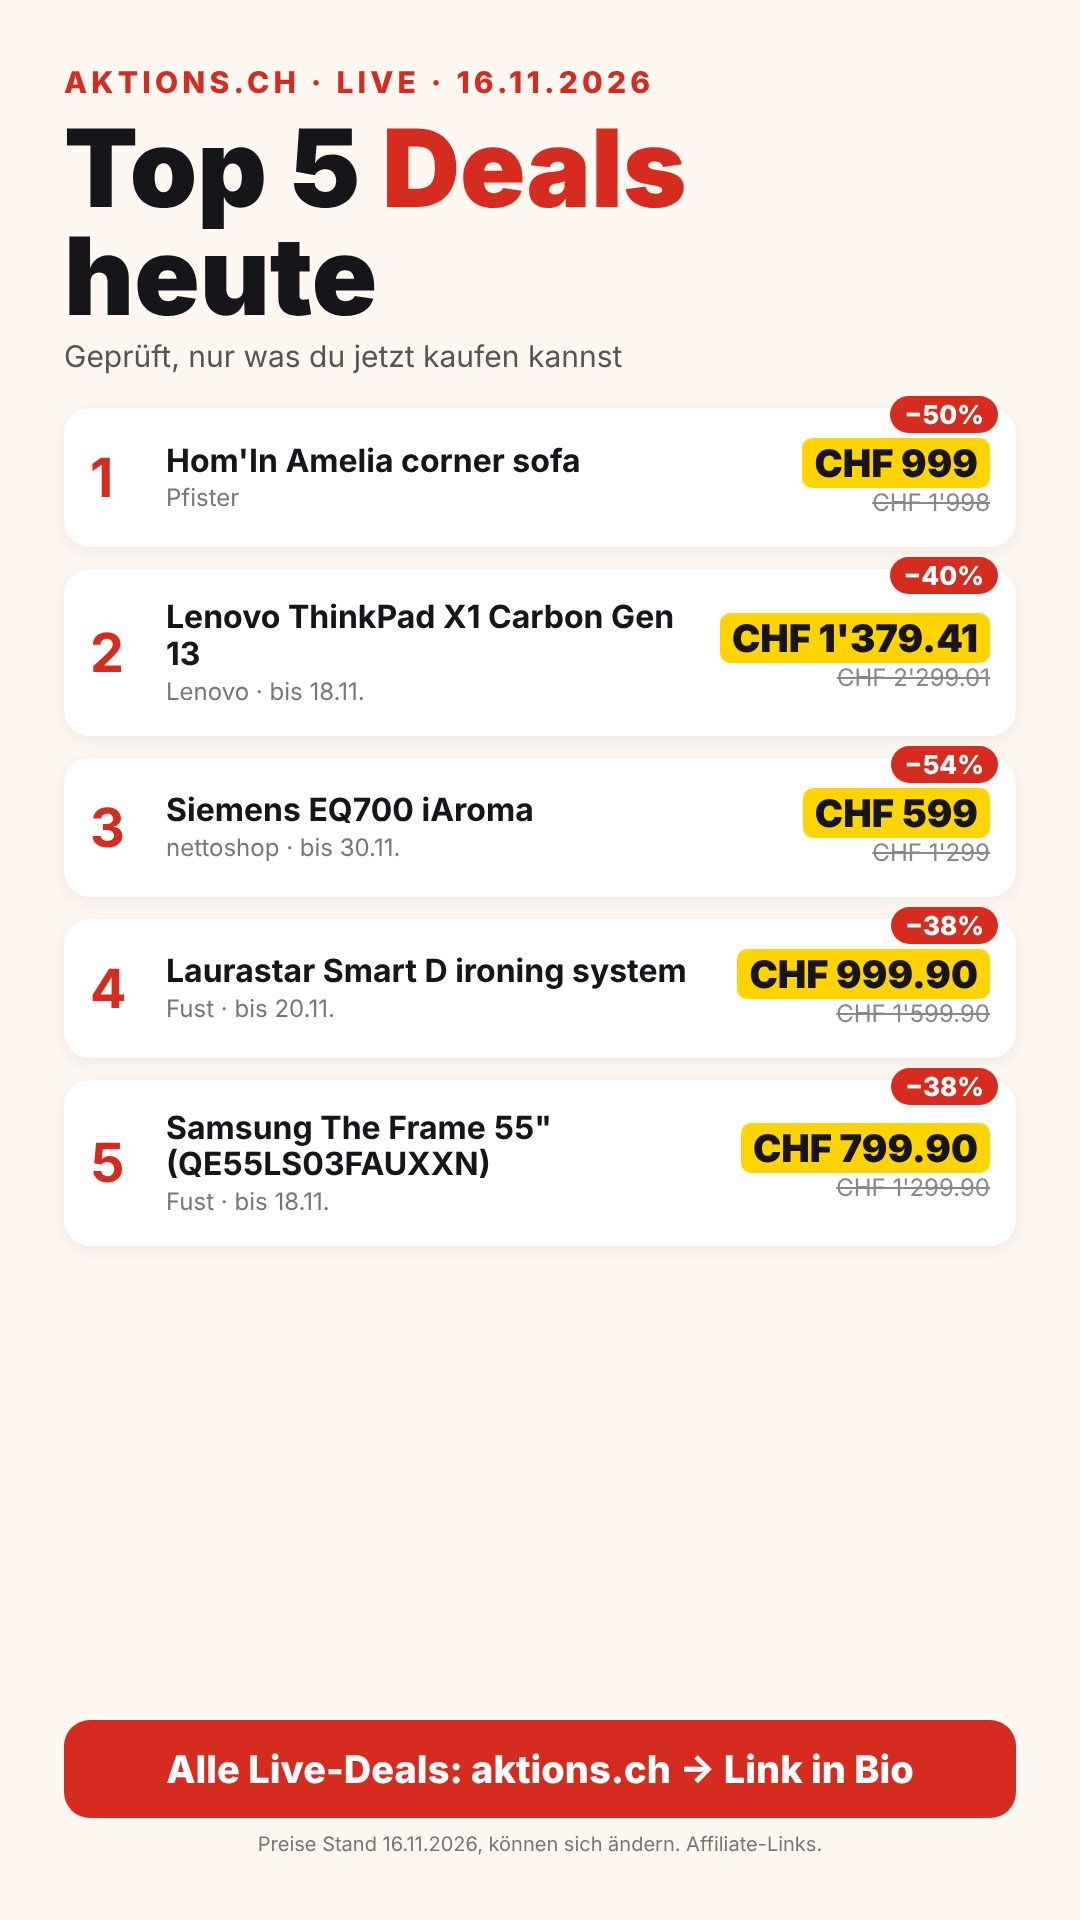 AKTIONS.CH · LIVE · 16.11.2026
Top 5 Deals
heute
Geprüft, nur was du jetzt kaufen kannst
−50%
1
Hom'In Amelia corner sofa
Pfister
CHF 999
CHF 1'998
−40%
2
Lenovo ThinkPad X1 Carbon Gen
13
Lenovo · bis 18.11.
CHF 1'379.41
CHF 2'299.01
−54%
3
Siemens EQ700 iAroma
nettoshop · bis 30.11.
CHF 599
CHF 1'299
−38%
4
Laurastar Smart D ironing system
Fust · bis 20.11.
CHF 999.90
CHF 1'599.90
−38%
5
Samsung The Frame 55"
(QE55LS03FAUXXN)
Fust · bis 18.11.
CHF 799.90
CHF 1'299.90
Alle Live-Deals: aktions.ch → Link in Bio
Preise Stand 16.11.2026, können sich ändern. Affiliate-Links.